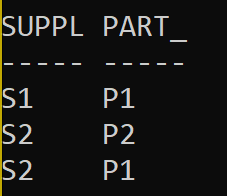 SUPPL PART_
----- -----
S1    P1
S2    P2
S2    P1